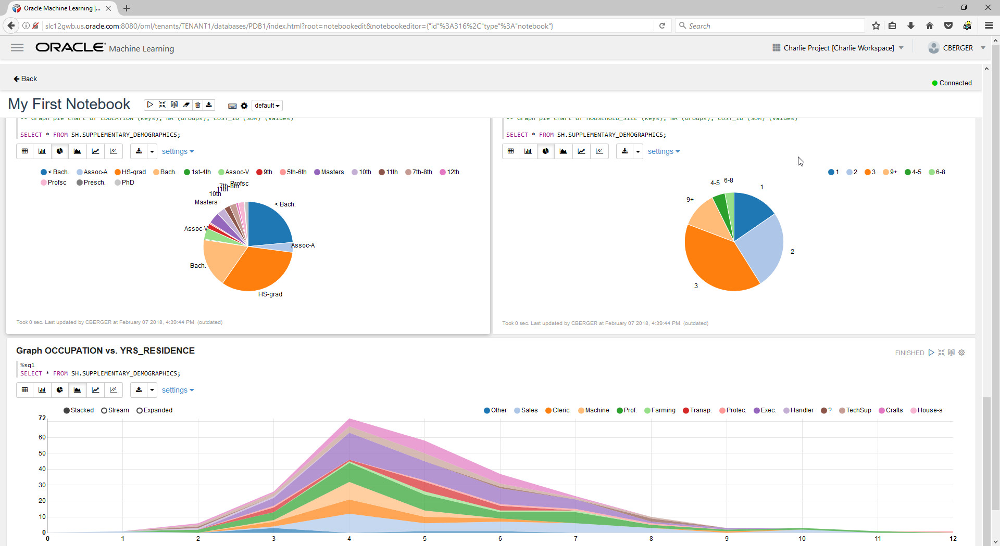 Oracle Machine Learning |...
slc12gwb.us.oracle.com:8080/oml/tenants/TENANT1/databases/PDB1/index.html?root=notebookedit&notebookeditor={"id"%3A316%2C"type"%3A"notebook"}
Search
ORACLE Machine Learning
Charlie Project [Charlie Workspace]
CBERGER
Back
Connected
My First Notebook
default
-- Graph pie chart of EDUCATION (keys), NA (Groups), CUST_ID (SUM) (Values)
SELECT * FROM SH.SUPPLEMENTARY_DEMOGRAPHICS;
settings
< Bach. Assoc-A HS-grad Bach. 1st-4th Assoc-V 9th 5th-6th Masters 10th 11th 7th-8th 12th
Profsc Presch. PhD
Profsc
7th-8th
11th
10th
Masters
< Bach.
Assoc-V
Assoc-A
Bach.
HS-grad
Took 0 sec. Last updated by CBERGER at February 07 2018, 4:39:44 PM. (outdated)
-- Graph pie chart of HOUSEHOLD_SIZE (keys), NA (Groups), CUST_ID (SUM) (Values)
SELECT * FROM SH.SUPPLEMENTARY_DEMOGRAPHICS;
settings
1 2 3 9+ 4-5 6-8
4-5 6-8
1
9+
2
3
Took 0 sec. Last updated by CBERGER at February 07 2018, 4:39:44 PM. (outdated)
Graph OCCUPATION vs. YRS_RESIDENCE
FINISHED
%sql
SELECT * FROM SH.SUPPLEMENTARY_DEMOGRAPHICS;
settings
Stacked Stream Expanded
Other Sales Cleric. Machine Prof. Farming Transp. Protec. Exec. Handler ? TechSup Crafts House-s
72
60
50
40
30
20
10
0
0 1 2 3 4 5 6 7 8 9 10 11 12